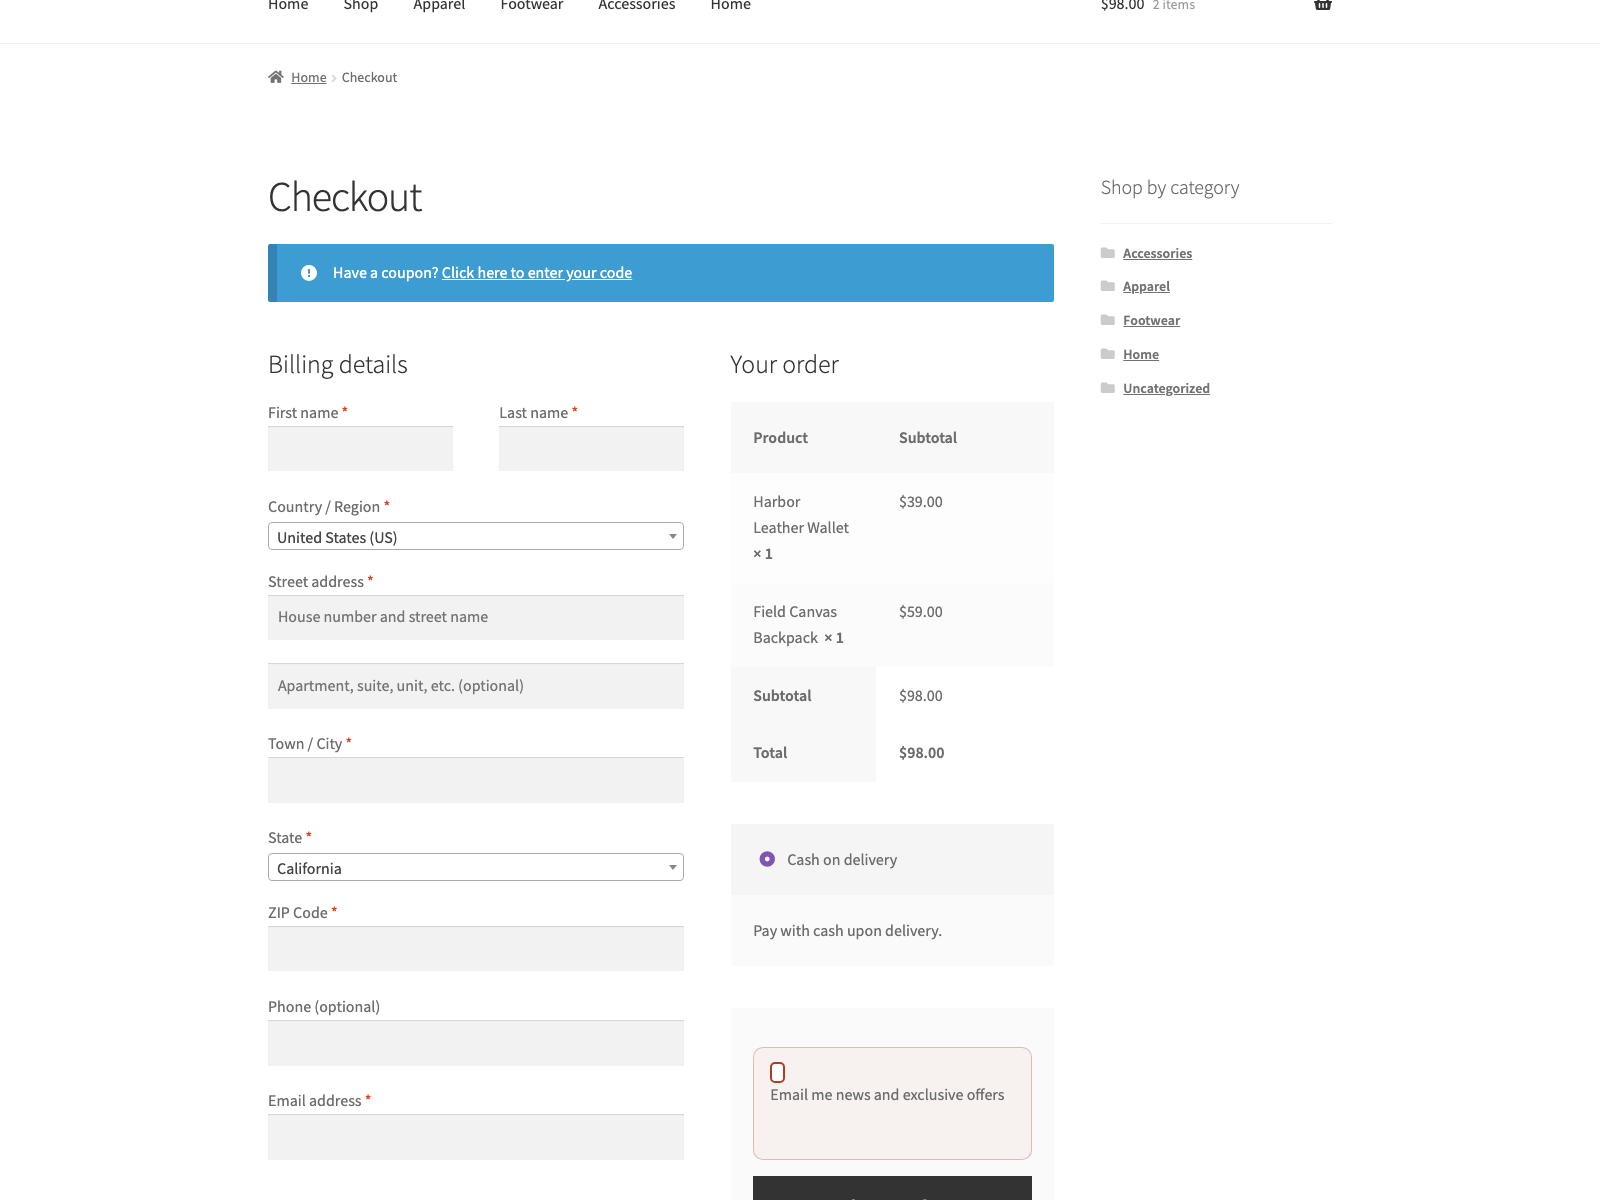 Home Shop Apparel Footwear Accessories Home $98.00 2 items
Home Checkout
Checkout
Have a coupon? Click here to enter your code
Billing details
First name * Last name *
Country / Region *
United States (US)
Street address *
House number and street name
Apartment, suite, unit, etc. (optional)
Town / City *
State *
California
ZIP Code *
Phone (optional)
Email address *
Your order
Product Subtotal
Harbor $39.00
Leather Wallet
× 1
Field Canvas $59.00
Backpack × 1
Subtotal $98.00
Total $98.00
Cash on delivery
Pay with cash upon delivery.
Email me news and exclusive offers
Shop by category
Accessories
Apparel
Footwear
Home
Uncategorized